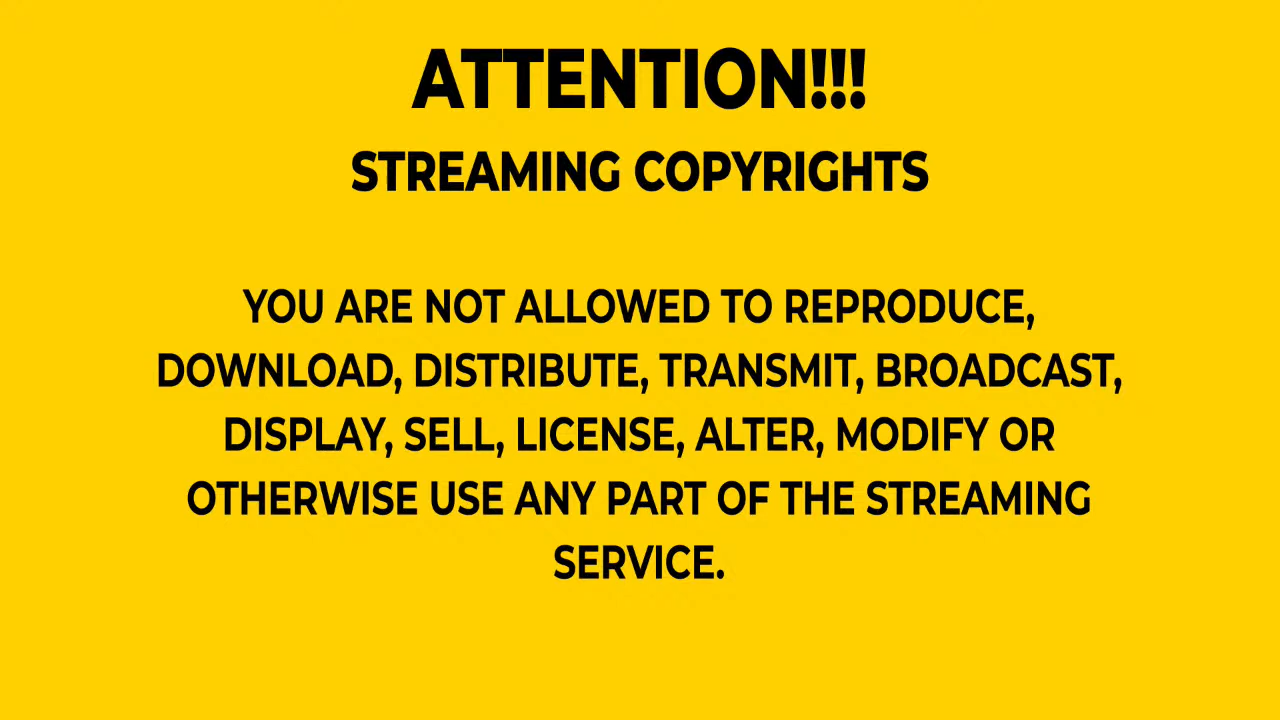 ATTENTION!!!
STREAMING COPYRIGHTS
YOU ARE NOT ALLOWED TO REPRODUCE,
DOWNLOAD, DISTRIBUTE, TRANSMIT, BROADCAST,
DISPLAY, SELL, LICENSE, ALTER, MODIFY OR
OTHERWISE USE ANY PART OF THE STREAMING
SERVICE.